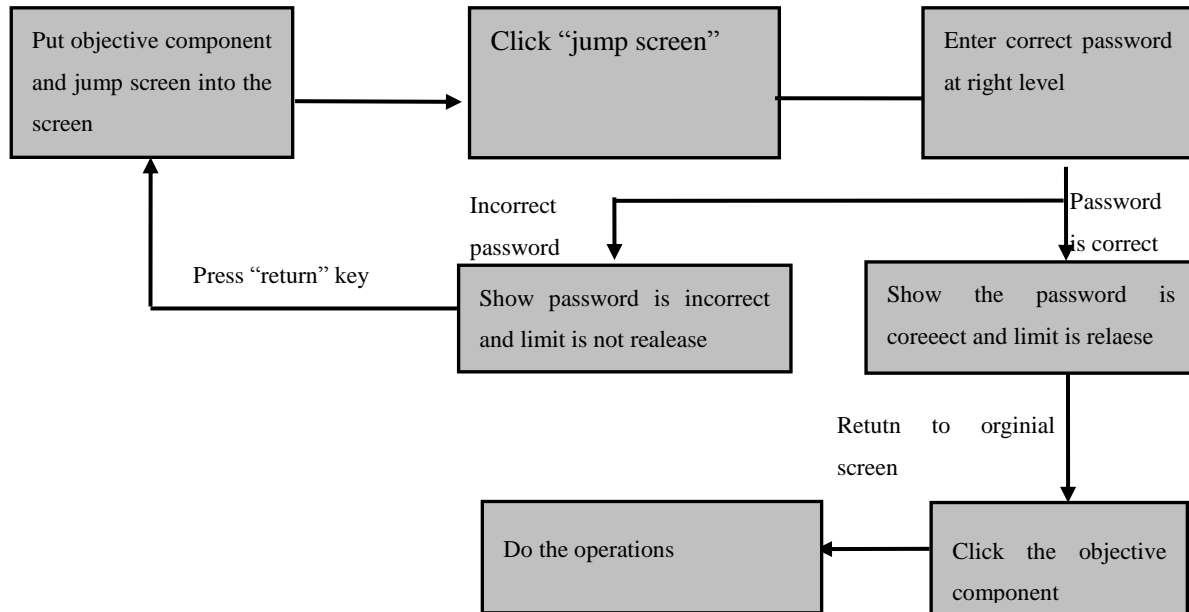 Put objective component
and jump screen into the
screen
Click “jump screen”
Enter correct password
at right level
Incorrect
password
Password
is correct
Press “return” key
Show password is incorrect
and limit is not realease
Show the password is
coreeect and limit is relaese
Retutn to orginial
screen
Do the operations
Click the objective
component